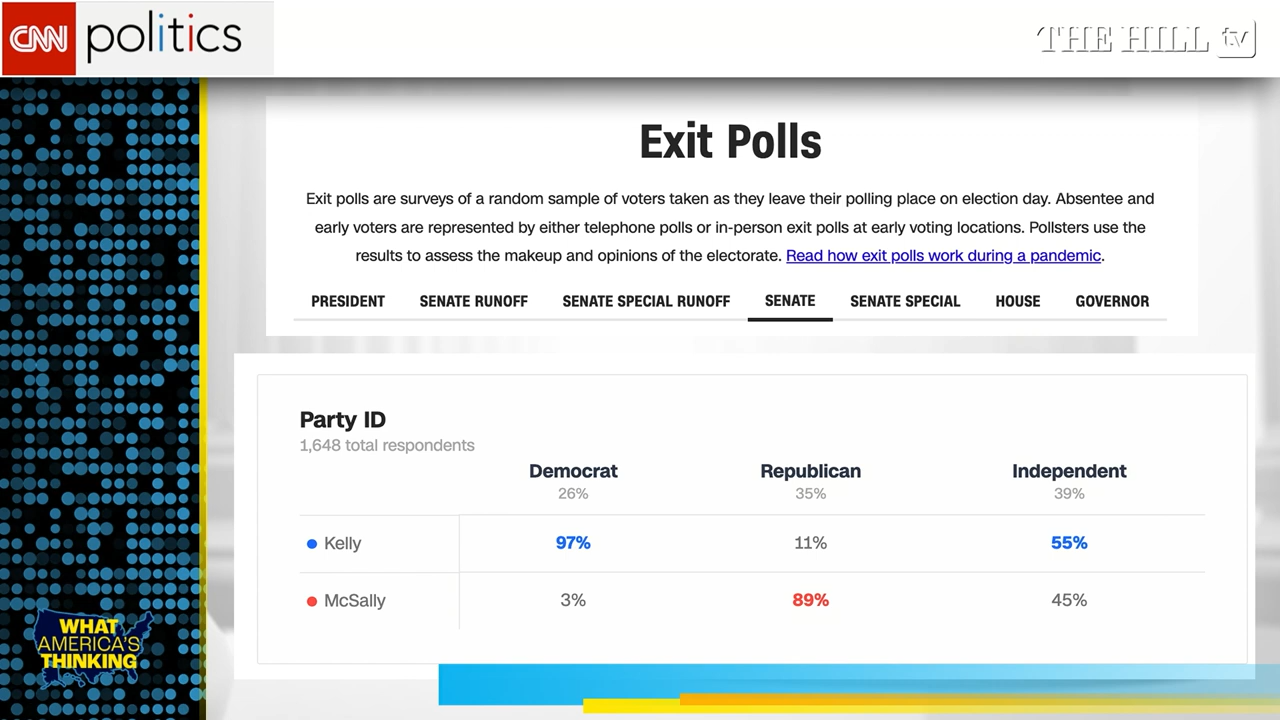 CNN politics
THE HILL tv
Exit Polls
Exit polls are surveys of a random sample of voters taken as they leave their polling place on election day. Absentee and
early voters are represented by either telephone polls or in-person exit polls at early voting locations. Pollsters use the
results to assess the makeup and opinions of the electorate. Read how exit polls work during a pandemic.
PRESIDENT SENATE RUNOFF SENATE SPECIAL RUNOFF SENATE SENATE SPECIAL HOUSE GOVERNOR
Party ID
1,648 total respondents
Democrat Republican Independent
26% 35% 39%
Kelly 97% 11% 55%
McSally 3% 89% 45%
WHAT
AMERICA'S
THINKING